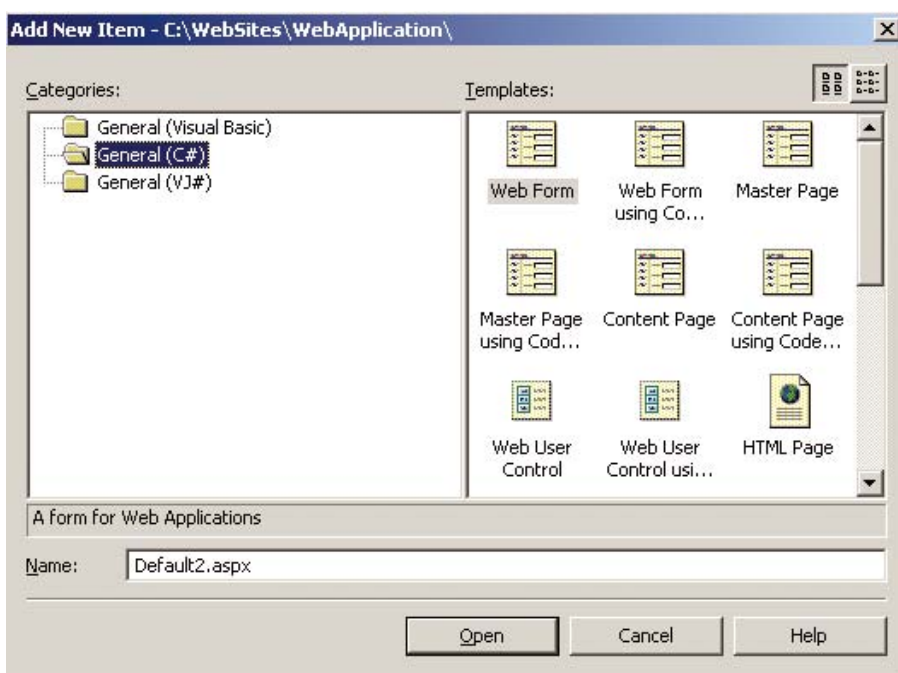 Add New Item - C:\WebSites\WebApplication\
Categories:
Templates:
General (Visual Basic)
General (C#)
General (VJ#)
Web Form
Web Form
using Co...
Master Page
Master Page
using Cod...
Content Page
Content Page
using Code...
Web User
Control
Web User
Control usi...
HTML Page
A form for Web Applications
Name:
Default2.aspx
Open
Cancel
Help